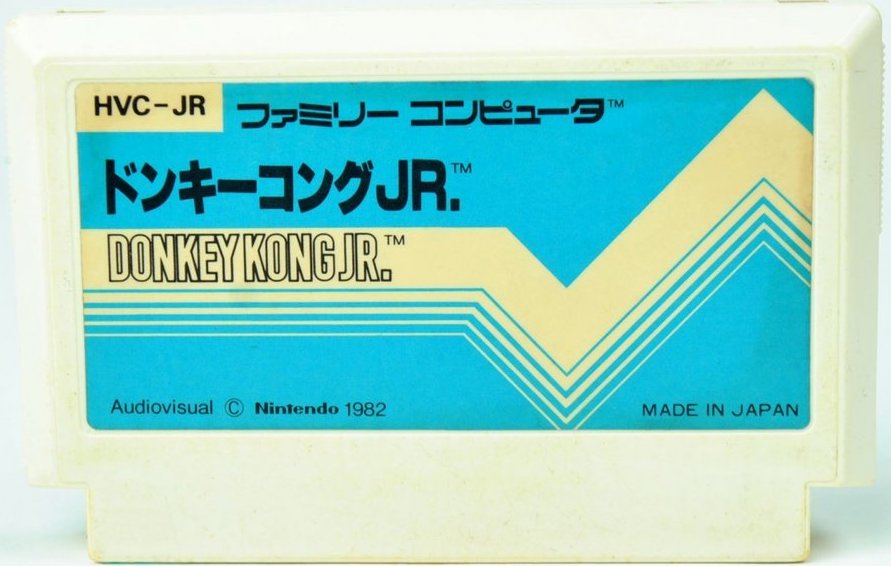 HVC-JR
ファミリー コンピュータ™
ドンキーコングJR.™
DONKEY KONG JR.™
Audiovisual © Nintendo 1982
MADE IN JAPAN